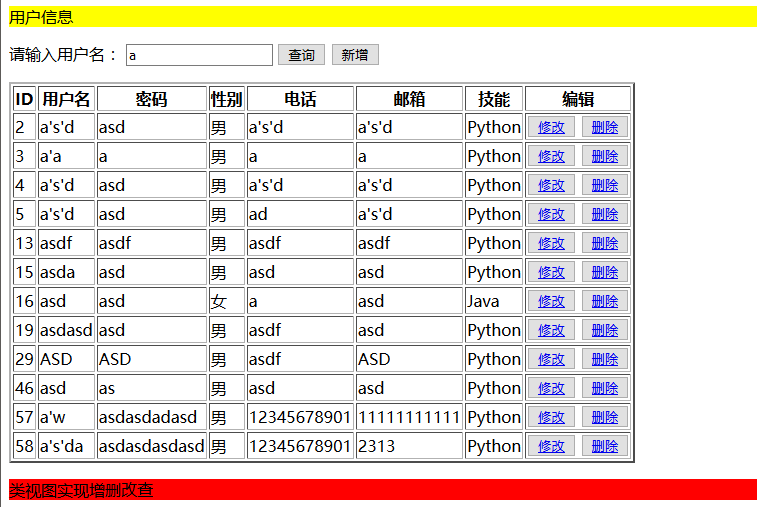 用户信息
请输入用户名： a 查询 新增
ID 用户名 密码 性别 电话 邮箱 技能 编辑
2 a's'd asd 男 a's'd a's'd Python 修改 删除
3 a'a a 男 a a Python 修改 删除
4 a's'd asd 男 a's'd a's'd Python 修改 删除
5 a's'd asd 男 ad a's'd Python 修改 删除
13 asdf asdf 男 asdf asdf Python 修改 删除
15 asda asd 男 asd asd Python 修改 删除
16 asd asd 女 a asd Java 修改 删除
19 asdasd asd 男 asdf asd Python 修改 删除
29 ASD ASD 男 asdf ASD Python 修改 删除
46 asd as 男 asd asd Python 修改 删除
57 a'w asdasdadasd 男 12345678901 11111111111 Python 修改 删除
58 a's'da asdasdasdasd 男 12345678901 2313 Python 修改 删除
类视图实现增删改查